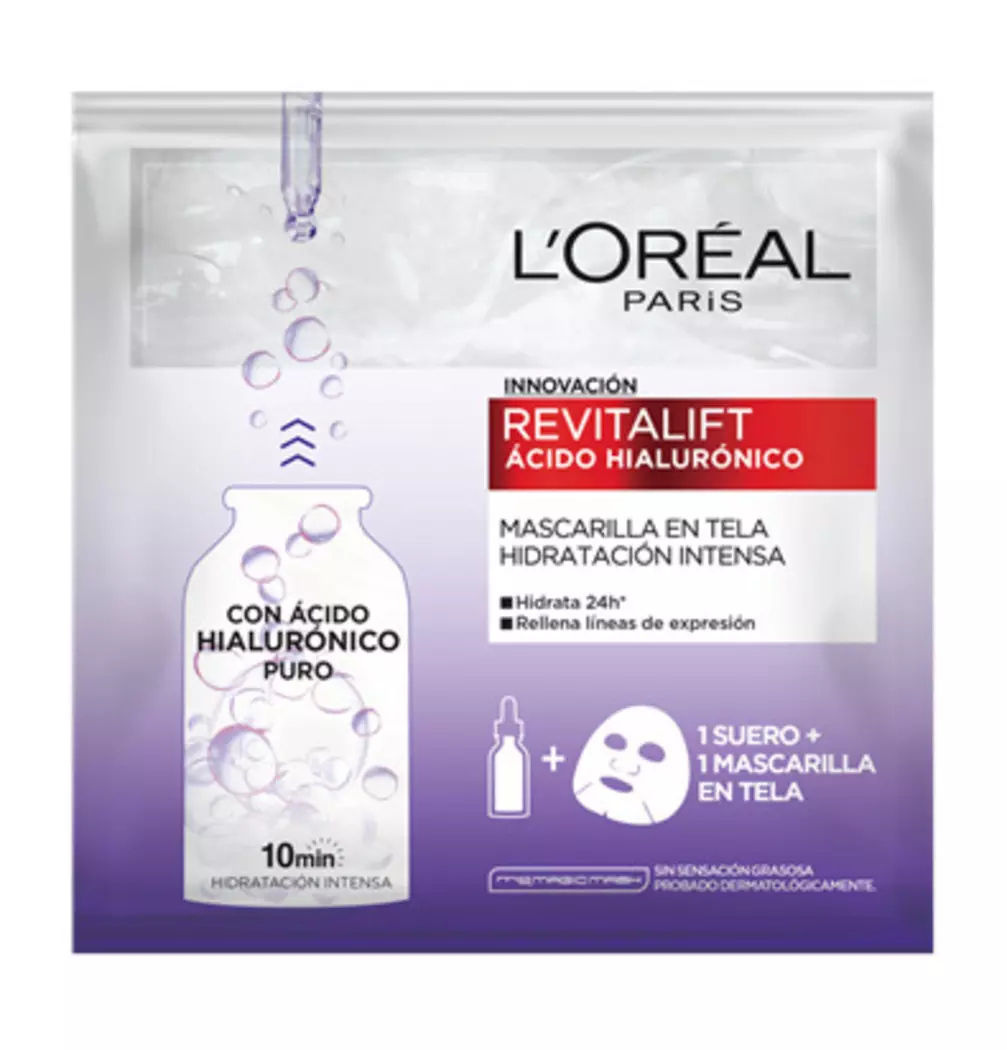 L'ORÉAL
PARiS
INNOVACIÓN
REVITALIFT
ÁCIDO HIALURÓNICO
MASCARILLA EN TELA
HIDRATACIÓN INTENSA
■ Hidrata 24h*
■ Rellena líneas de expresión
CON ÁCIDO
HIALURÓNICO
PURO
10min
HIDRATACIÓN INTENSA
+
1 SUERO +
1 MASCARILLA
EN TELA
SIN SENSACIÓN GRASOSA
PROBADO DERMATOLÓGICAMENTE.